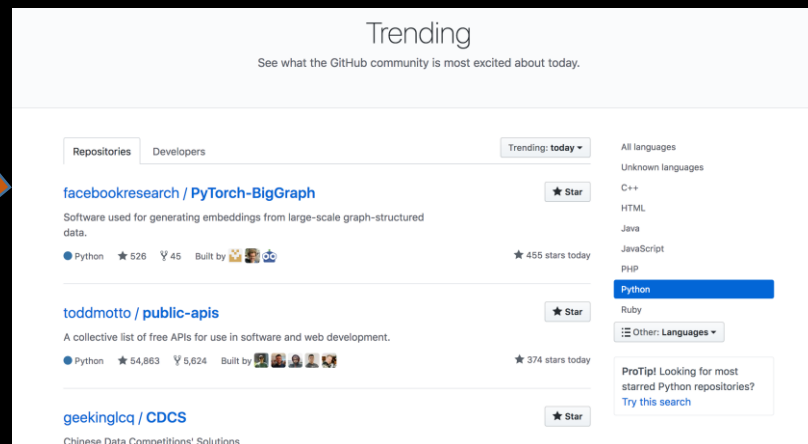 Trending
See what the GitHub community is most excited about today.
Repositories Developers Trending: today
facebookresearch / PyTorch-BigGraph Star
Software used for generating embeddings from large-scale graph-structured
data.
Python 526 45 Built by 455 stars today
toddmotto / public-apis Star
A collective list of free APIs for use in software and web development.
Python 54,863 5,624 Built by 374 stars today
geekinglcq / CDCS Star
Chinese Data Competitions' Solutions
All languages
Unknown languages
C++
HTML
Java
JavaScript
PHP
Python
Ruby
Other: Languages
ProTip! Looking for most
starred Python repositories?
Try this search